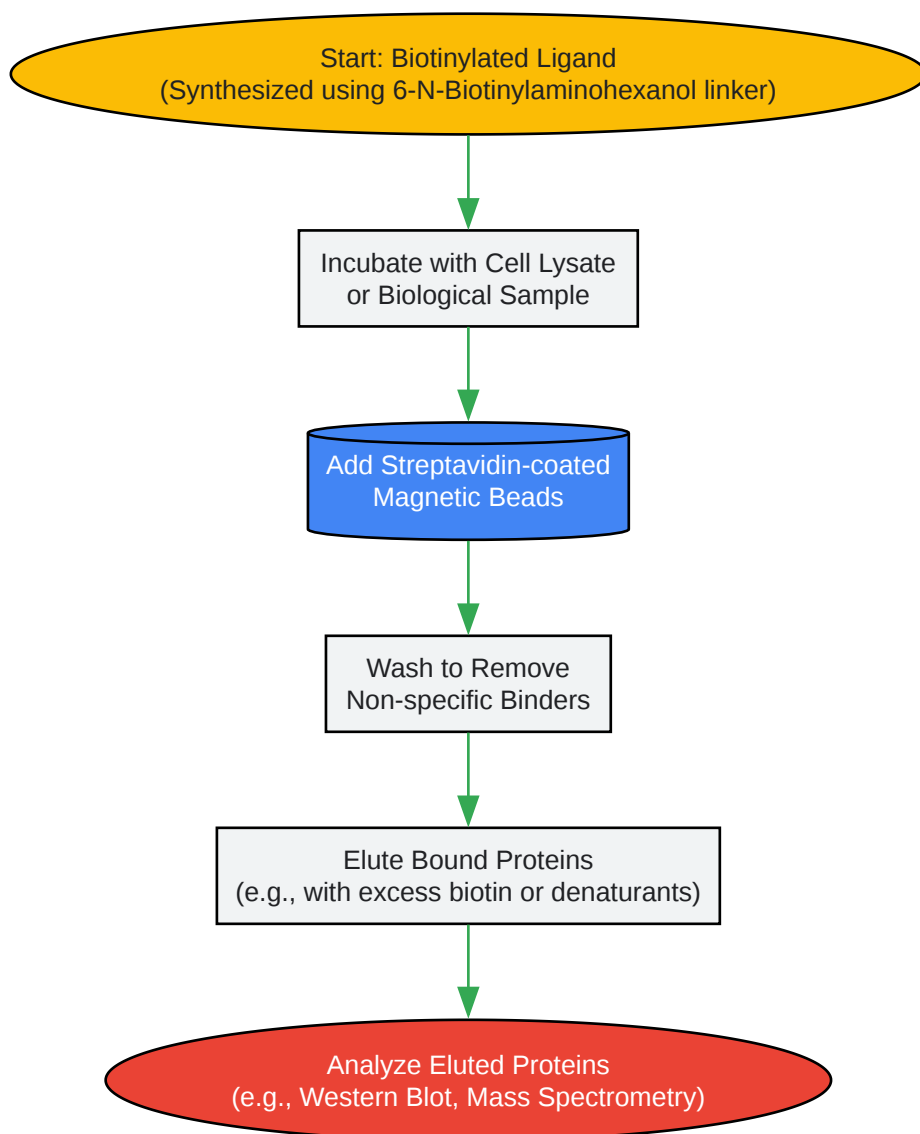 Start: Biotinylated Ligand
(Synthesized using 6-N-Biotinylaminohexanol linker)
Incubate with Cell Lysate
or Biological Sample
Add Streptavidin-coated
Magnetic Beads
Wash to Remove
Non-specific Binders
Elute Bound Proteins
(e.g., with excess biotin or denaturants)
Analyze Eluted Proteins
(e.g., Western Blot, Mass Spectrometry)